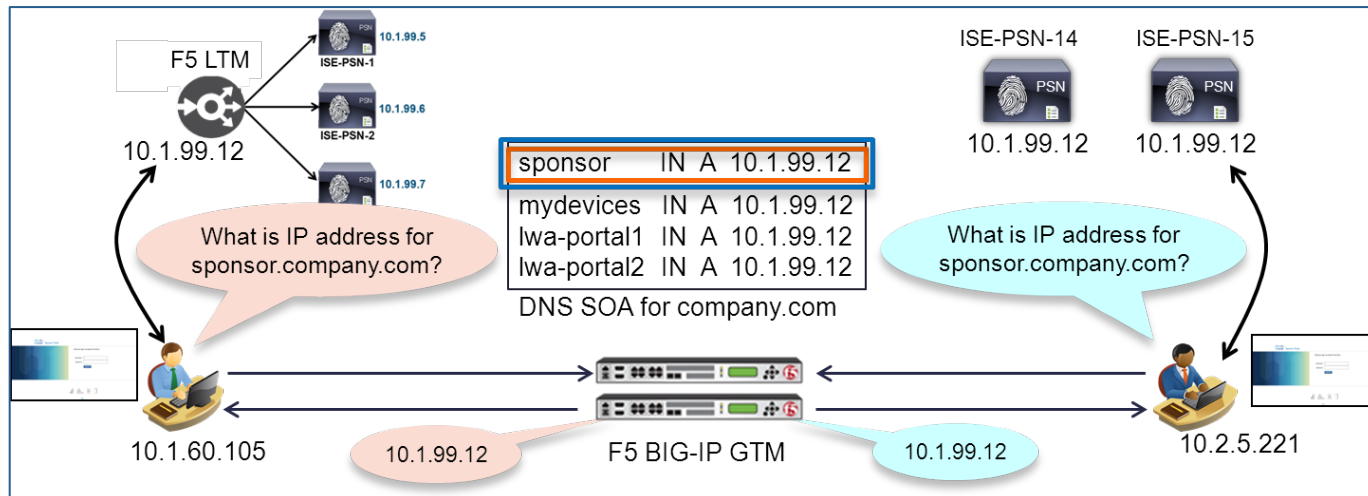 F5 LTM
10.1.99.12
PSN
10.1.99.5
ISE-PSN-1
PSN
10.1.99.6
ISE-PSN-2
PSN
10.1.99.7
ISE-PSN-14
PSN
10.1.99.12
ISE-PSN-15
PSN
10.1.99.12
sponsor IN A 10.1.99.12
mydevices IN A 10.1.99.12
lwa-portal1 IN A 10.1.99.12
lwa-portal2 IN A 10.1.99.12
DNS SOA for company.com
What is IP address for
sponsor.company.com?
What is IP address for
sponsor.company.com?
10.1.60.105
10.1.99.12
F5 BIG-IP GTM
10.1.99.12
10.2.5.221